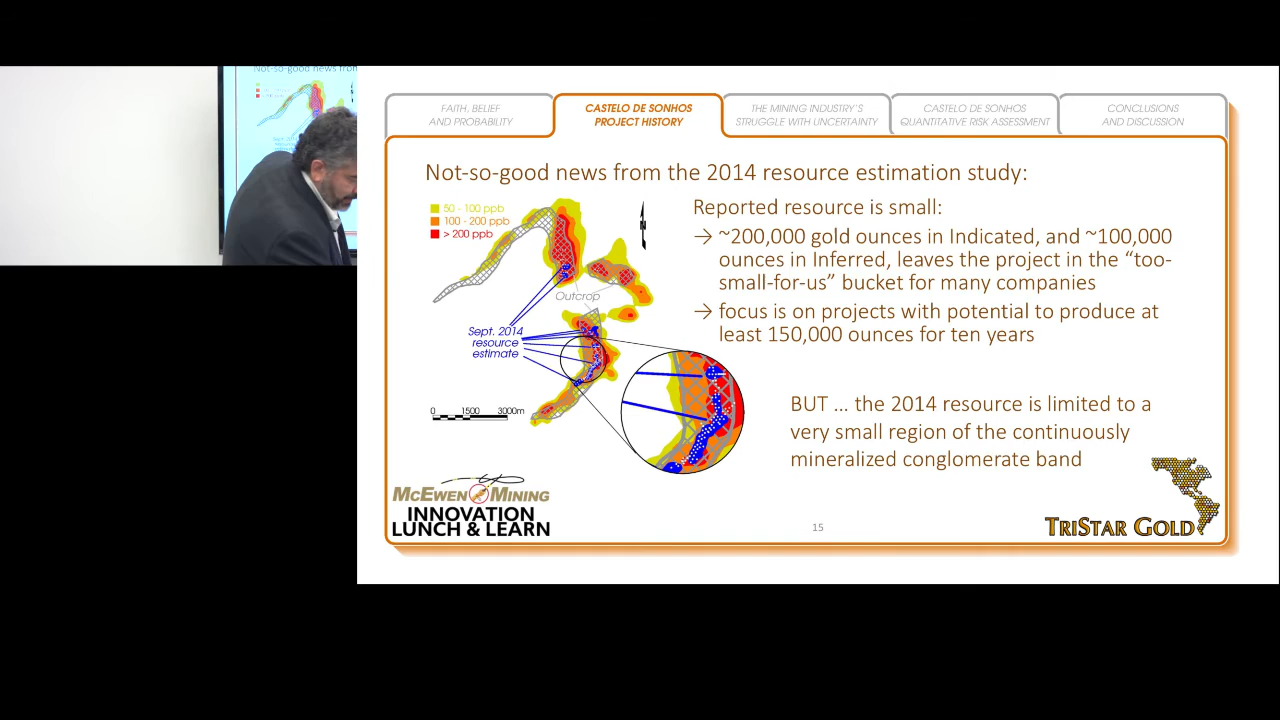 Not-so-good news from
FAITH, BELIEF
AND PROBABILITY
CASTELO DE SONHOS
PROJECT HISTORY
THE MINING INDUSTRY'S
STRUGGLE WITH UNCERTAINTY
CASTELO DE SONHOS
QUANTITATIVE RISK ASSESSMENT
CONCLUSIONS
AND DISCUSSION
Not-so-good news from the 2014 resource estimation study:
50 - 100 ppb
100 - 200 ppb
> 200 ppb
Outcrop
Sept. 2014
resource
estimate
0 1500 3000m
Reported resource is small:
→ ~200,000 gold ounces in Indicated, and ~100,000
ounces in Inferred, leaves the project in the “too-
small-for-us” bucket for many companies
→ focus is on projects with potential to produce at
least 150,000 ounces for ten years
BUT … the 2014 resource is limited to a
very small region of the continuously
mineralized conglomerate band
MCEWEN MINING
INNOVATION
LUNCH & LEARN
15
TRISTAR GOLD